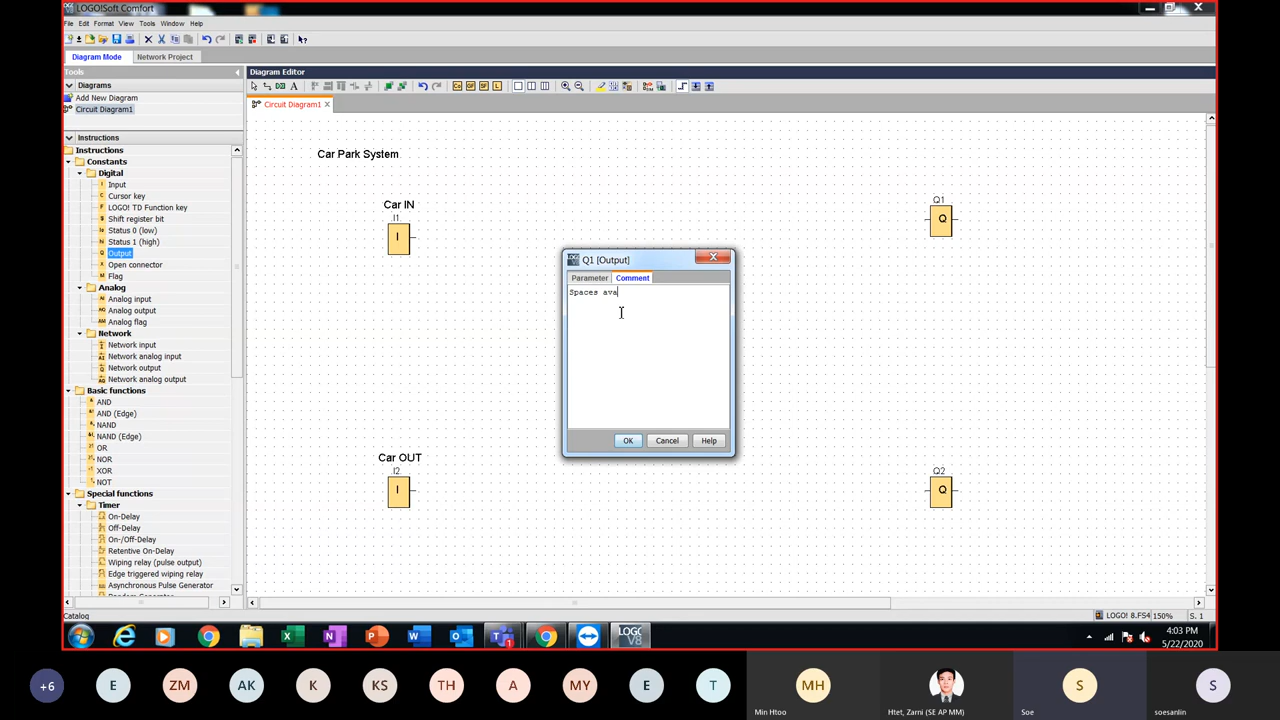 LOGO!Soft Comfort
File Edit Format View Tools Window Help
Diagram Mode Network Project
Tools
Diagram Editor
Diagrams
Add New Diagram
Circuit Diagram1
Circuit Diagram1
Instructions
Instructions
Constants
Digital
Input
Cursor key
LOGO! TD Function key
Shift register bit
Status 0 (low)
Status 1 (high)
Output
Open connector
Flag
Analog
Analog input
Analog output
Analog flag
Network
Network input
Network analog input
Network output
Network analog output
Basic functions
AND
AND (Edge)
NAND
NAND (Edge)
OR
NOR
XOR
NOT
Special functions
Timer
On-Delay
Off-Delay
On-/Off-Delay
Retentive On-Delay
Wiping relay (pulse output)
Edge triggered wiping relay
Asynchronous Pulse Generator
Car Park System
Car IN
I1
I
Q1
Q
Q1 [Output]
Parameter Comment
Spaces ava
OK Cancel Help
Car OUT
I2
I
Q2
Q
Catalog
LOGO! 8.FS4 150% S. 1
4:03 PM
5/22/2020
+6 E ZM AK K KS TH A MY E T MH S S
Min Htoo Htet, Zarni (SE AP MM) Soe soesanlin